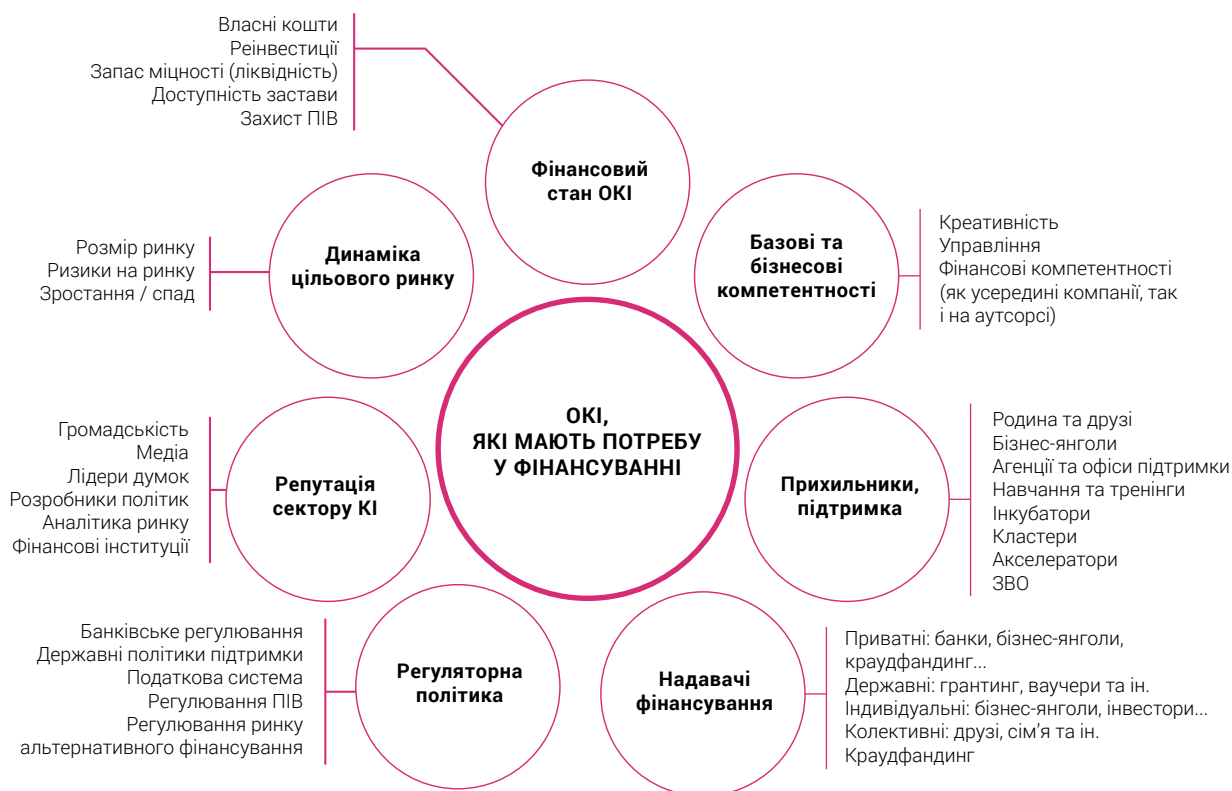 Власні кошти
Реінвестиції
Запас міцності (ліквідність)
Доступність застави
Захист ПІВ
Фінансовий
стан ОКІ
Розмір ринку
Ризики на ринку
Зростання / спад
Динаміка
цільового ринку
Базові та
бізнесові
компетентності
Креативність
Управління
Фінансові компетентності
(як усередині компанії, так
і на аутсорсі)
ОКІ,
ЯКІ МАЮТЬ ПОТРЕБУ
У ФІНАНСУВАННІ
Громадськість
Медіа
Лідери думок
Розробники політик
Аналітика ринку
Фінансові інституції
Репутація
сектору КІ
Прихильники,
підтримка
Родина та друзі
Бізнес-янголи
Агенції та офіси підтримки
Навчання та тренінги
Інкубатори
Кластери
Акселератори
ЗВО
Банківське регулювання
Державні політики підтримки
Податкова система
Регулювання ПІВ
Регулювання ринку
альтернативного фінансування
Регуляторна
політика
Надавачі
фінансування
Приватні: банки, бізнес-янголи,
краудфандинг...
Державні: грантинг, ваучери та ін.
Індивідуальні: бізнес-янголи, інвестори...
Колективні: друзі, сім’я та ін.
Краудфандинг